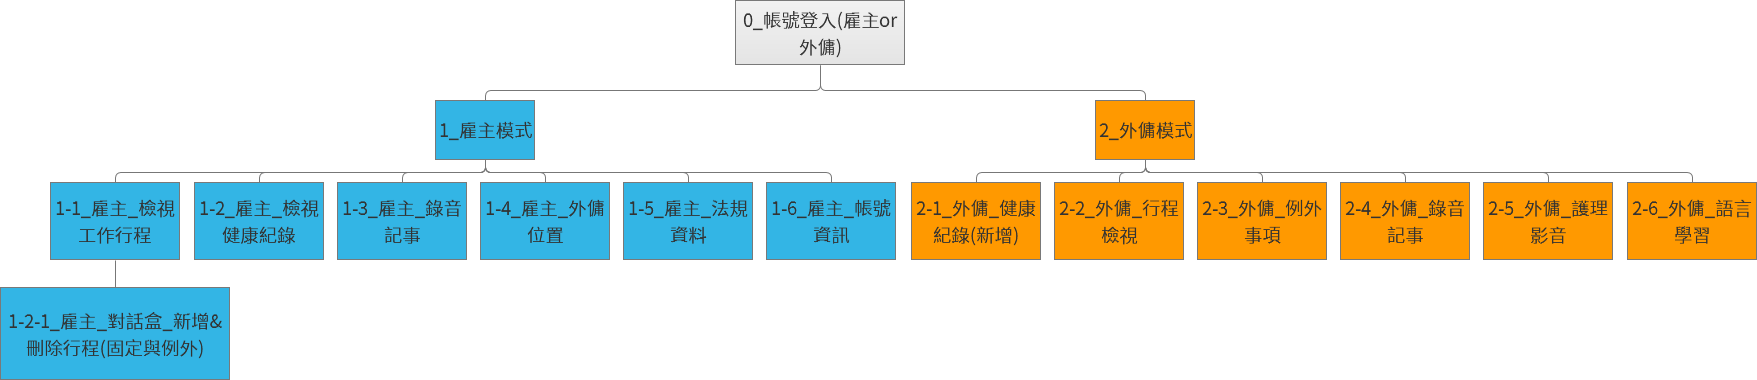 0_帳號登入(雇主or
外傭)
1_雇主模式
2_外傭模式
1-1_雇主_檢視
工作行程
1-2_雇主_檢視
健康紀錄
1-3_雇主_錄音
記事
1-4_雇主_外傭
位置
1-5_雇主_法規
資料
1-6_雇主_帳號
資訊
2-1_外傭_健康
紀錄(新增)
2-2_外傭_行程
檢視
2-3_外傭_例外
事項
2-4_外傭_錄音
記事
2-5_外傭_護理
影音
2-6_外傭_語言
學習
1-2-1_雇主_對話盒_新增&
刪除行程(固定與例外)